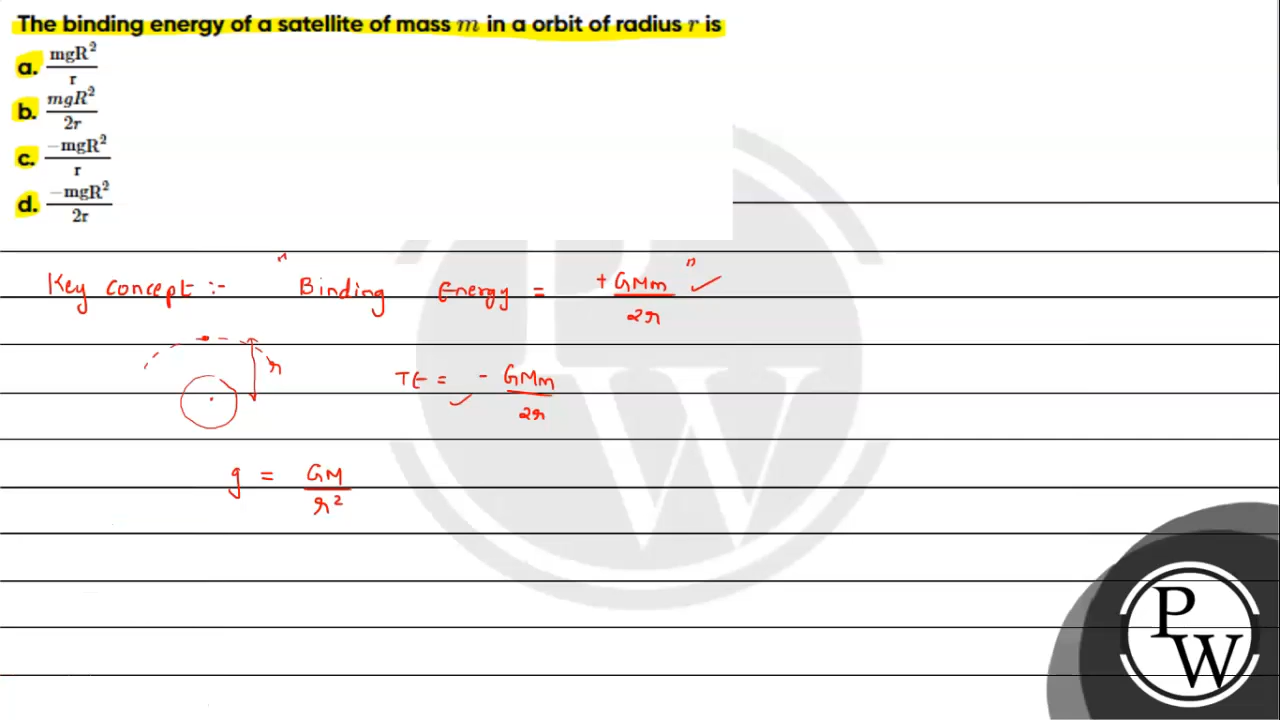 The binding energy of a satellite of mass m in a orbit of radius r is
a. mgR²/r
b. mgR²/2r
c. -mgR²/r
d. -mgR²/2r
Key concept :- " Binding energy = +GMm/2r "
r
TE = - GMm/2r
g = GM/r²
PW
PW